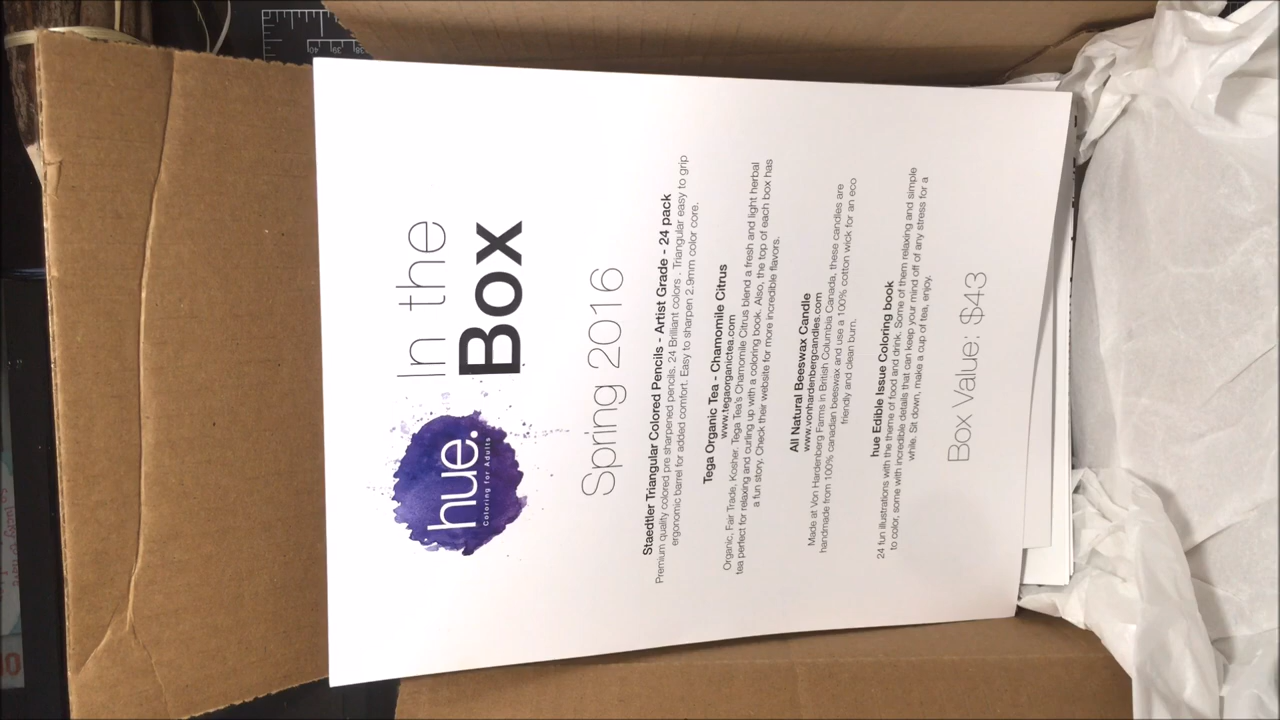 hue.
Coloring for Adults
In the
Box
Spring 2016
Staedtler Triangular Colored Pencils - Artist Grade - 24 pack
Premium quality colored pre sharpened pencils. 24 Brilliant colors . Triangular easy to grip
ergonomic barrel for added comfort. Easy to sharpen 2.9mm color core.
Tega Organic Tea - Chamomile Citrus
www.tegaorganictea.com
Organic, Fair Trade, Kosher. Tega Tea's Chamomile Citrus blend a fresh and light herbal
tea perfect for relaxing and curling up with a coloring book. Also, the top of each box has
a fun story. Check their website for more incredible flavors.
All Natural Beeswax Candle
www.vonhardenbergcandles.com
Made at Von Hardenberg Farms in British Columbia Canada, these candles are
handmade from 100% canadian beeswax and use a 100% cotton wick for an eco
friendly and clean burn.
hue Edible Issue Coloring book
24 fun illustrations with the theme of food and drink. Some of them relaxing and simple
to color, some with incredible details that can keep your mind off of any stress for a
while. Sit down, make a cup of tea, enjoy.
Box Value: $43
40 39 38